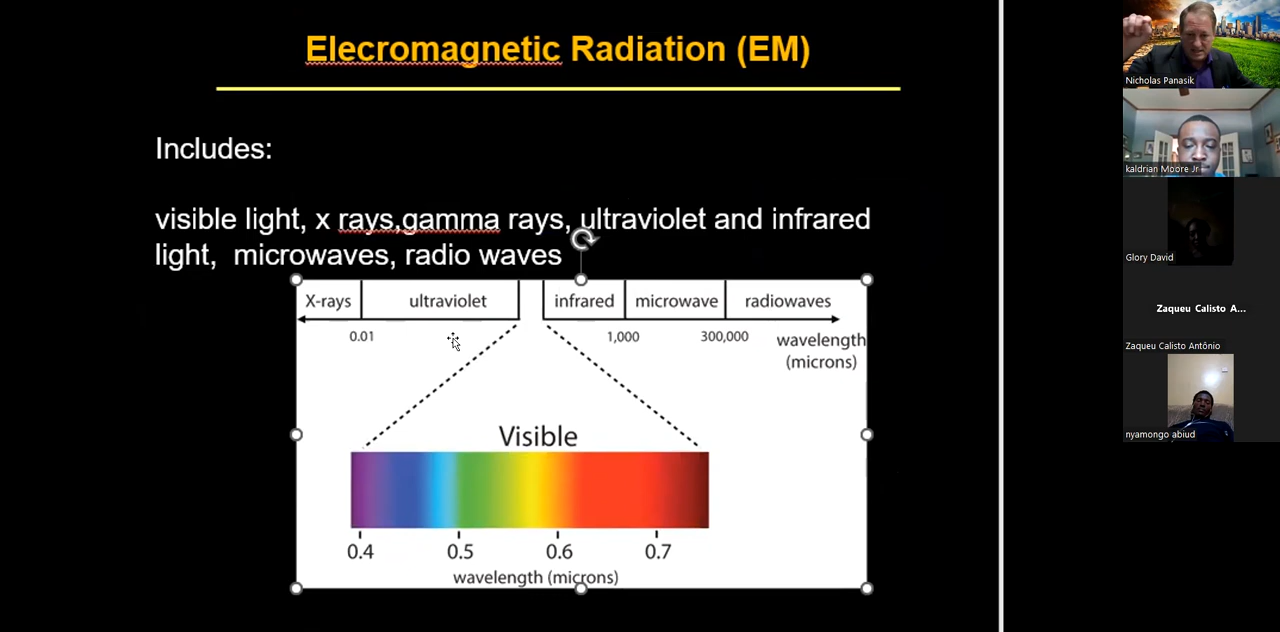 Elecromagnetic Radiation (EM)
Includes:
visible light, x rays,gamma rays, ultraviolet and infrared
light, microwaves, radio waves
X-rays ultraviolet infrared microwave radiowaves
0.01 1,000 300,000 wavelength
(microns)
Visible
0.4 0.5 0.6 0.7
wavelength (microns)
Nicholas Panasik
kaldrian Moore Jr
Glory David
Zaqueu Calisto A...
Zaqueu Calisto Antônio
nyamongo abiud